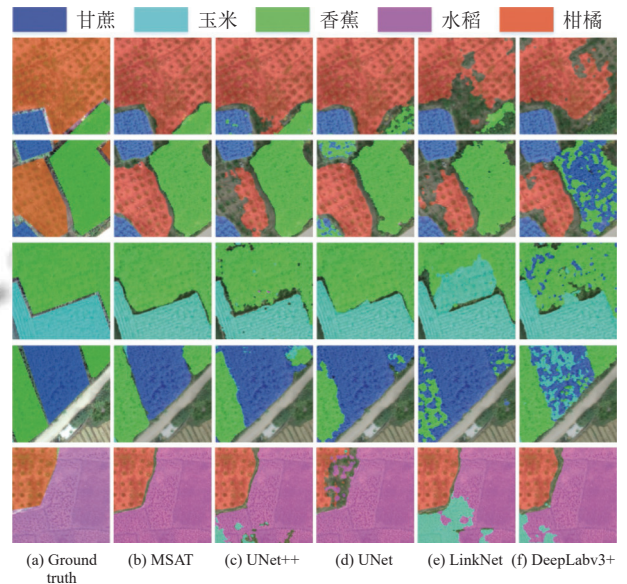 甘蔗 玉米 香蕉 水稻 柑橘
(a) Ground truth (b) MSAT (c) UNet++ (d) UNet (e) LinkNet (f) DeepLabv3+